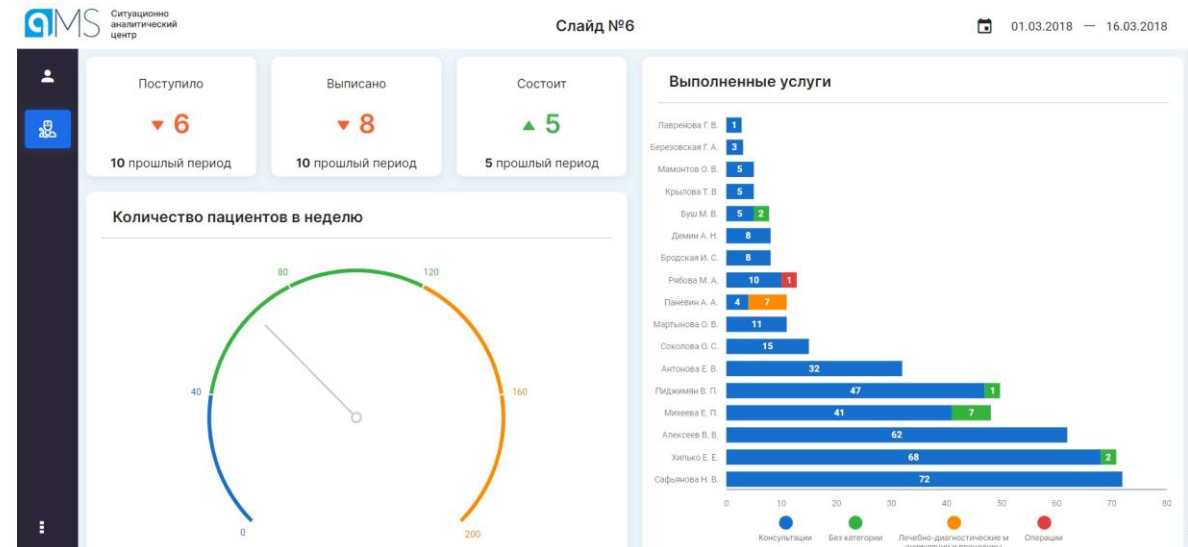 qMS
Ситуационно
аналитический
центр
Слайд №6
01.03.2018 — 16.03.2018
Поступило
▼ 6
10 прошлый период
Выписано
▼ 8
10 прошлый период
Состоит
▲ 5
5 прошлый период
Количество пациентов в неделю
0
40
80
120
160
200
Выполненные услуги
Лавренова Г. В. 1
Березовская Г. А. 3
Мамонтов О. В. 5
Крылова Т. В. 5
Буш М. В. 5 2
Демин А. Н. 8
Бродская И. С. 8
Рябова М. А. 10 1
Паневин А. А. 4 7
Мартынова О. В. 11
Соколова О. С. 15
Антонова Е. В. 32
Пиджимян В. П. 47 1
Михеева Е. П. 41 7
Алексеев В. В. 62
Хилько Е. Е. 68 2
Сафьянова Н. В. 72
0 10 20 30 40 50 60 70 80
Консультации
Без категории
Лечебно-диагностические м
Операции